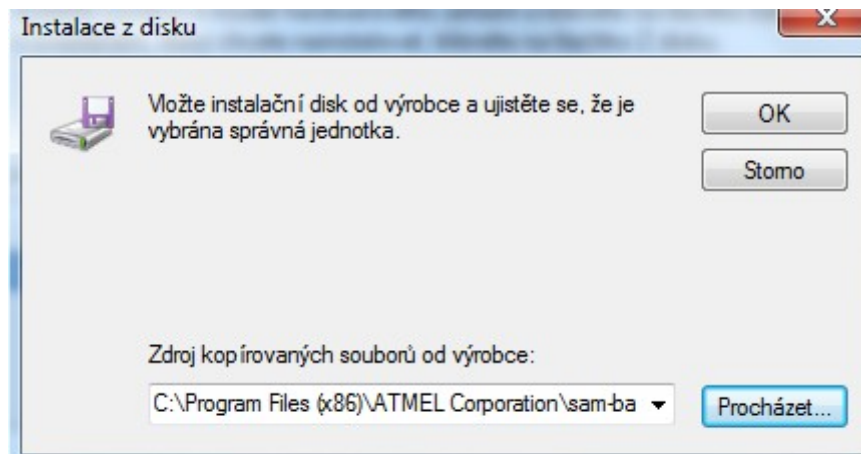 Instalace z disku
Vložte instalační disk od výrobce a ujistěte se, že je
vybrána správná jednotka.
OK
Storno
Zdroj kopírovaných souborů od výrobce:
C:\Program Files (x86)\ATMEL Corporation\sam-ba
Procházet...